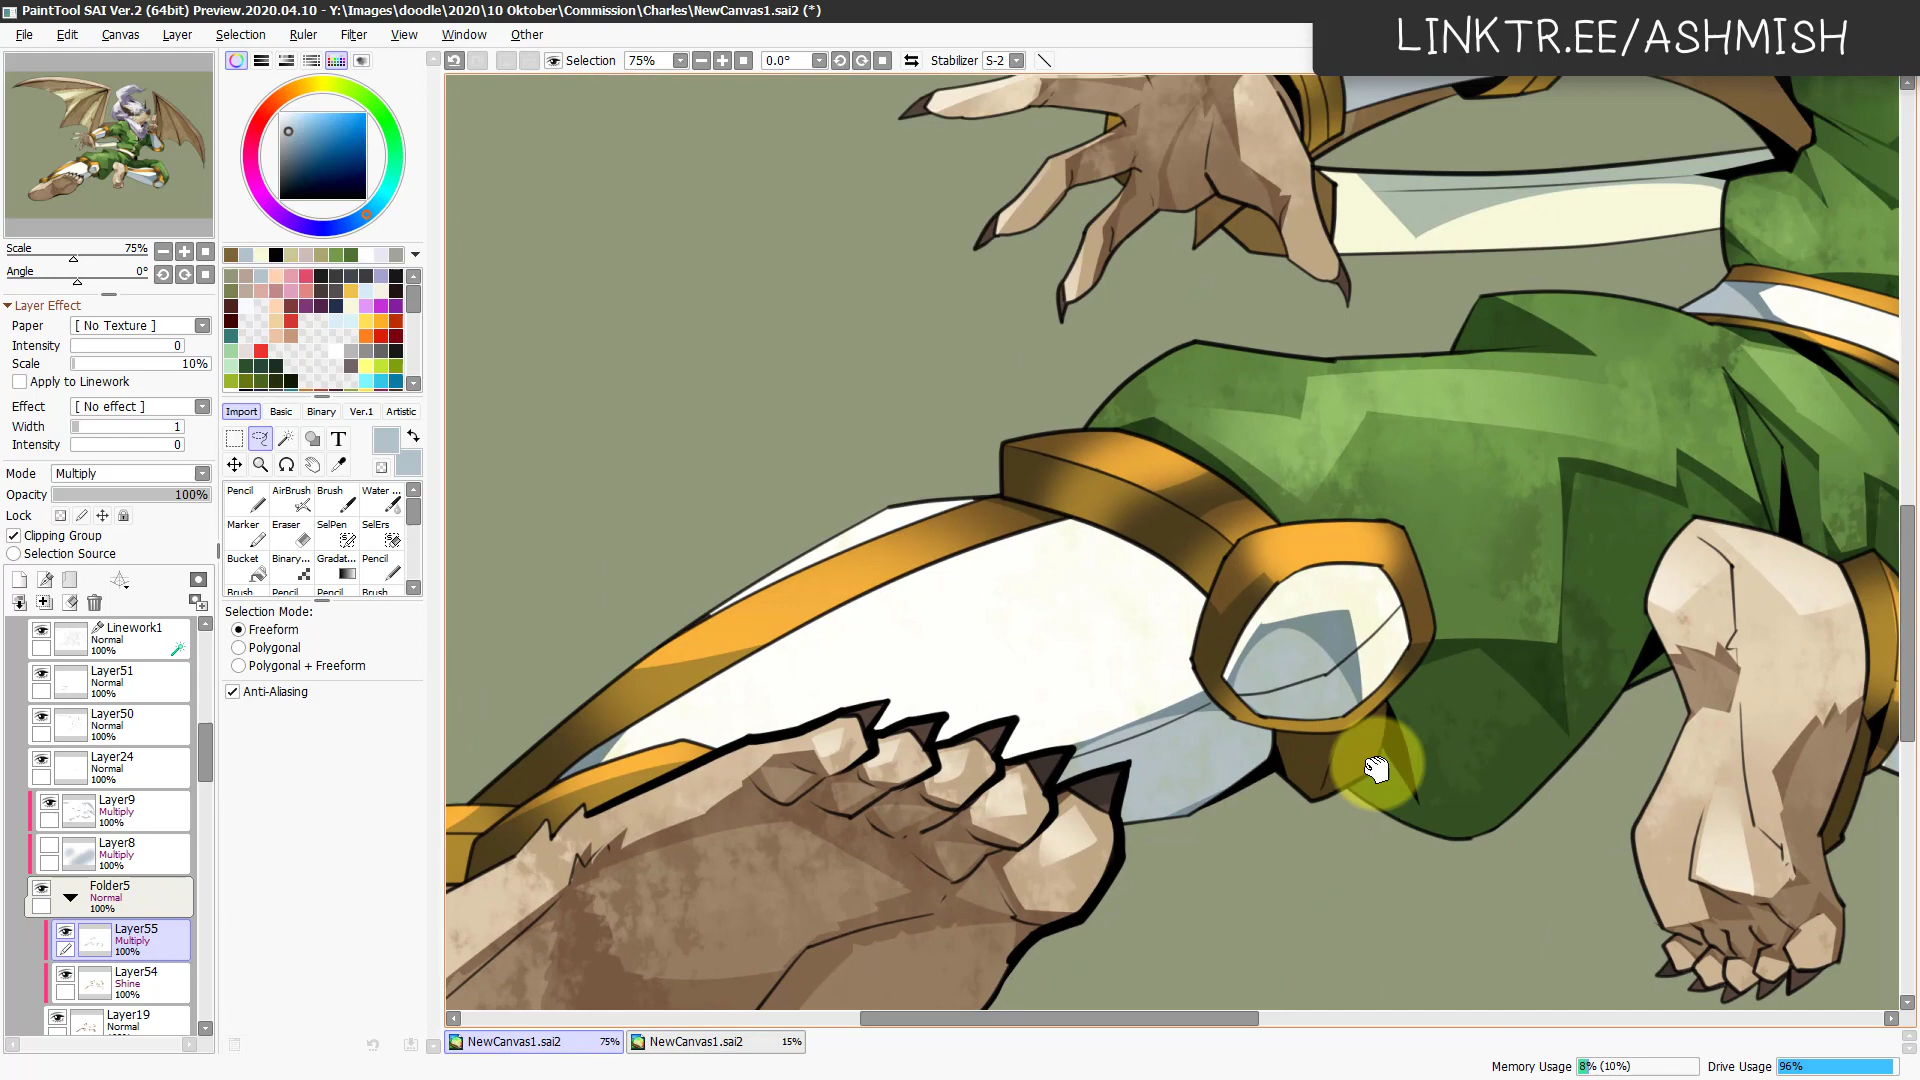 PaintTool SAI Ver.2 (64bit) Preview.2020.04.10 - Y:\Images\doodle\2020\10 Oktober\Commission\Charles\NewCanvas1.sai2 (*)
LINKTR.EE/ASHMISH
File Edit Canvas Layer Selection Ruler Filter View Window Other
Selection 75% 0.0° Stabilizer S-2
Scale 75%
Angle 0°
Layer Effect
Paper [ No Texture ]
Intensity 0
Scale 10%
Apply to Linework
Effect [ No effect ]
Width 1
Intensity 0
Mode Multiply
Opacity 100%
Lock
Clipping Group
Selection Source
Linework1
Normal
100%
Layer51
Normal
100%
Layer50
Normal
100%
Layer24
Normal
100%
Layer9
Multiply
100%
Layer8
Multiply
100%
Folder5
Normal
100%
Layer55
Multiply
100%
Layer54
Shine
100%
Layer19
Normal
Import Basic Binary Ver.1 Artistic
T
Pencil AirBrush Brush Water ...
Marker Eraser SelPen SelErs
Bucket Binary... Gradat... Pencil
Pencil Brush Pencil Brush
Selection Mode:
Freeform
Polygonal
Polygonal + Freeform
Anti-Aliasing
NewCanvas1.sai2 75% NewCanvas1.sai2 15%
Memory Usage 8% (10%) Drive Usage 96%